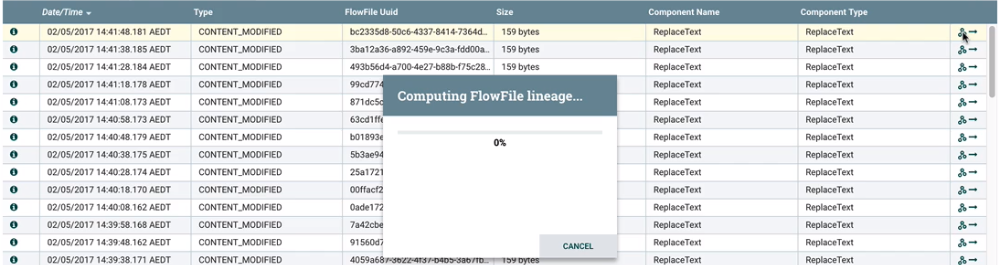 Date/Time Type FlowFile Uuid Size Component Name Component Type
02/05/2017 14:41:48.181 AEDT CONTENT_MODIFIED bc2335d8-50c6-4337-8414-7364d... 159 bytes ReplaceText ReplaceText
02/05/2017 14:41:38.185 AEDT CONTENT_MODIFIED 3ba12a36-a892-459e-9c3a-fdd00a... 159 bytes ReplaceText ReplaceText
02/05/2017 14:41:28.184 AEDT CONTENT_MODIFIED 493b56d4-a700-4e27-b88b-f75c28... 159 bytes ReplaceText ReplaceText
02/05/2017 14:41:18.178 AEDT CONTENT_MODIFIED 99cd774 ReplaceText ReplaceText
Computing FlowFile lineage...
02/05/2017 14:41:08.173 AEDT CONTENT_MODIFIED 871dc5c ReplaceText ReplaceText
02/05/2017 14:40:58.173 AEDT CONTENT_MODIFIED 63cd1ffe ReplaceText ReplaceText
02/05/2017 14:40:48.179 AEDT CONTENT_MODIFIED b01893e ReplaceText ReplaceText
0%
02/05/2017 14:40:38.175 AEDT CONTENT_MODIFIED 5b3ae94 ReplaceText ReplaceText
02/05/2017 14:40:28.174 AEDT CONTENT_MODIFIED 25a1721 ReplaceText ReplaceText
02/05/2017 14:40:18.170 AEDT CONTENT_MODIFIED 00ffacf2 ReplaceText ReplaceText
02/05/2017 14:40:08.162 AEDT CONTENT_MODIFIED 0ade172 ReplaceText ReplaceText
02/05/2017 14:39:58.168 AEDT CONTENT_MODIFIED 7a42cbe ReplaceText ReplaceText
02/05/2017 14:39:48.162 AEDT CONTENT_MODIFIED 91560d7 ReplaceText ReplaceText
CANCEL
02/05/2017 14:39:38.171 AEDT CONTENT_MODIFIED 159 bytes ReplaceText ReplaceText